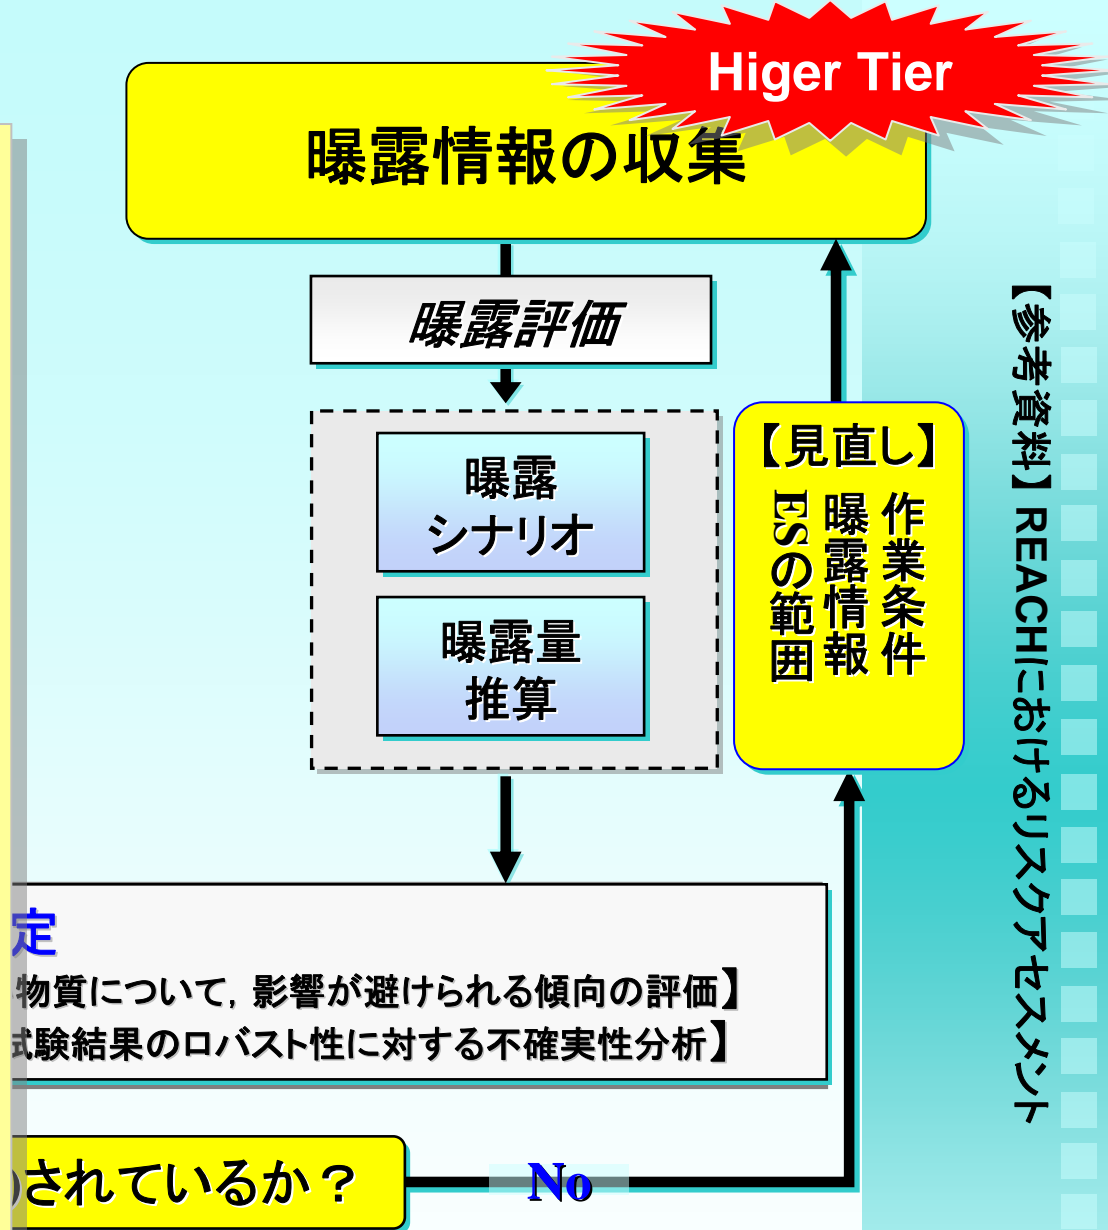 Higer Tier
曝露情報の収集
曝露評価
曝露
シナリオ
曝露量
推算
【見直し】
作業条件
曝露情報
ESの範囲
定
物質について, 影響が避けられる傾向の評価】
試験結果のロバスト性に対する不確実性分析】
されているか？
No
【参考資料】REACHにおけるリスクアセスメント